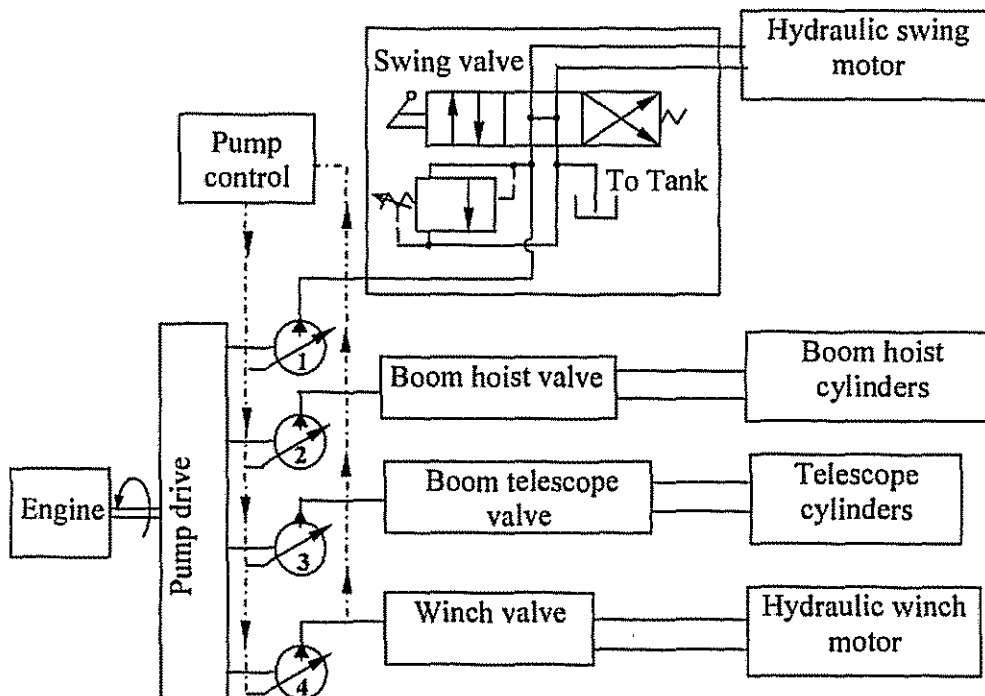 Hydraulic swing
motor
Swing valve
Pump
control
To Tank
1
Boom hoist valve
Boom hoist
cylinders
2
Engine
Pump drive
Boom telescope
valve
Telescope
cylinders
3
Winch valve
Hydraulic winch
motor
4